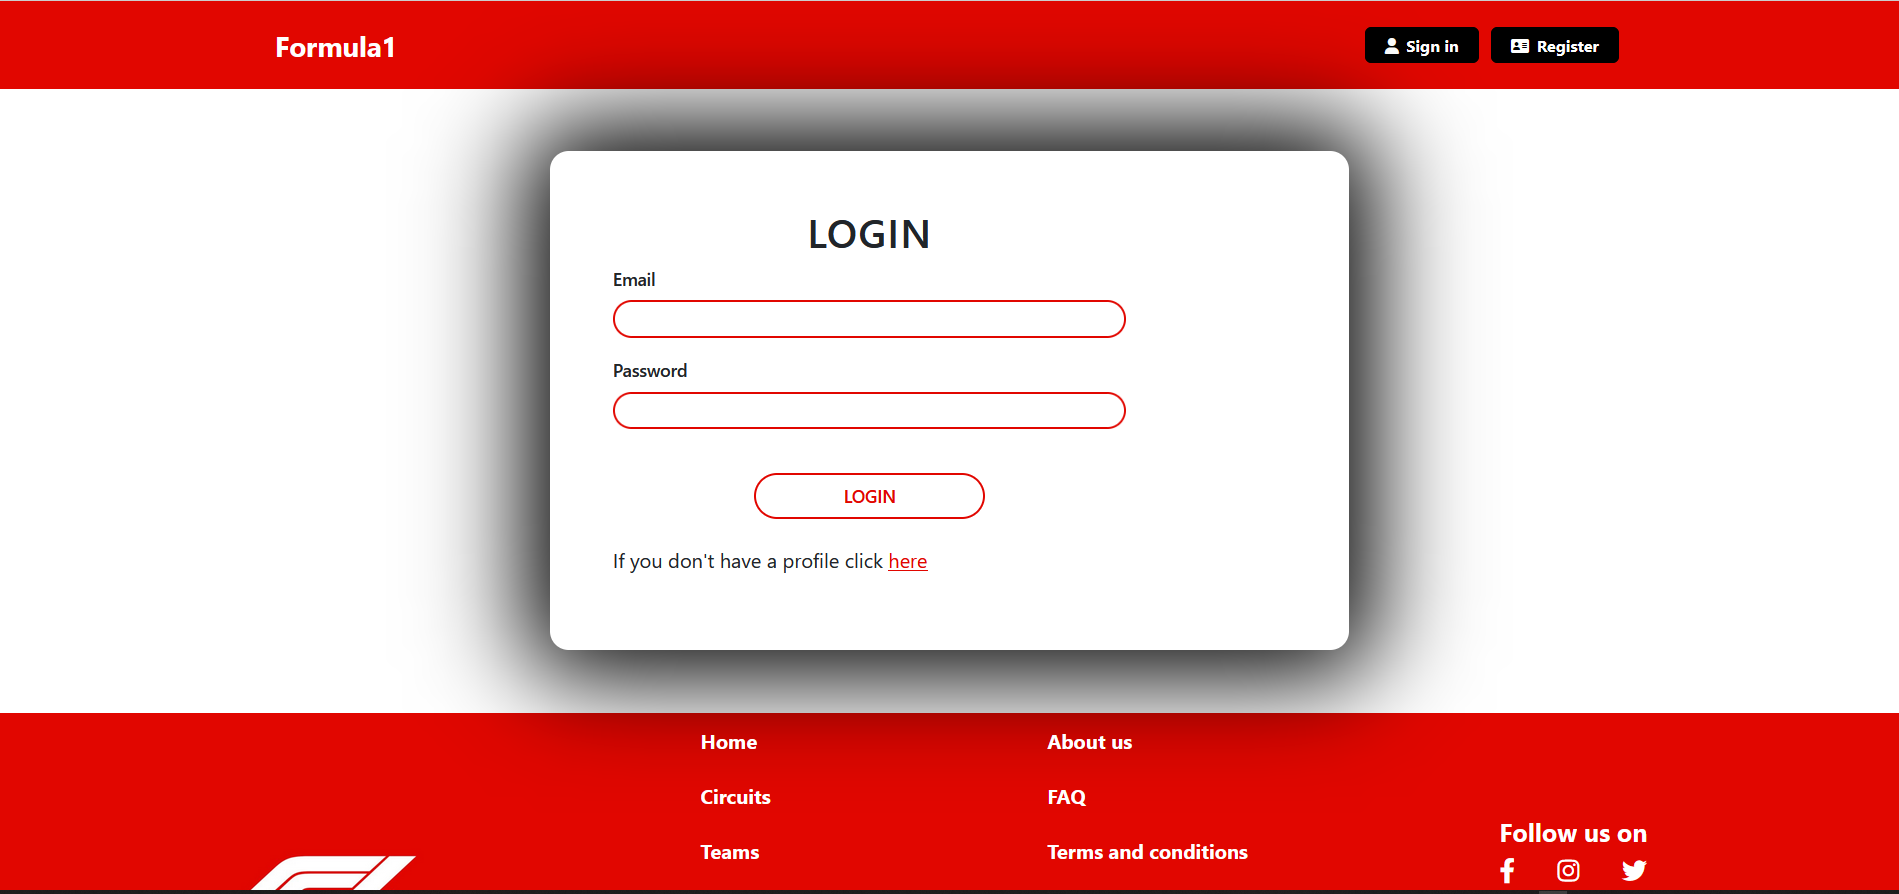 Formula1
Sign in
Register
LOGIN
Email
Password
LOGIN
If you don't have a profile click here
Home
About us
Circuits
FAQ
Teams
Terms and conditions
Follow us on